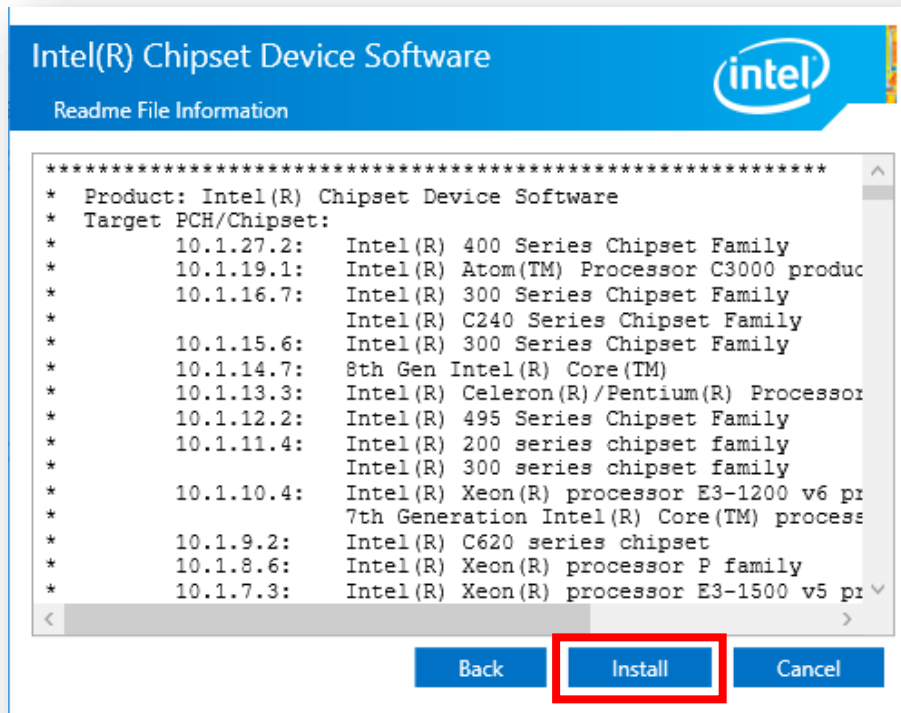 Intel(R) Chipset Device Software
intel
Readme File Information
************************************************************
* Product: Intel(R) Chipset Device Software
* Target PCH/Chipset:
* 10.1.27.2: Intel(R) 400 Series Chipset Family
* 10.1.19.1: Intel(R) Atom(TM) Processor C3000 produc
* 10.1.16.7: Intel(R) 300 Series Chipset Family
* Intel(R) C240 Series Chipset Family
* 10.1.15.6: Intel(R) 300 Series Chipset Family
* 10.1.14.7: 8th Gen Intel(R) Core(TM)
* 10.1.13.3: Intel(R) Celeron(R)/Pentium(R) Processor
* 10.1.12.2: Intel(R) 495 Series Chipset Family
* 10.1.11.4: Intel(R) 200 series chipset family
* Intel(R) 300 series chipset family
* 10.1.10.4: Intel(R) Xeon(R) processor E3-1200 v6 pr
* 7th Generation Intel(R) Core(TM) process
* 10.1.9.2: Intel(R) C620 series chipset
* 10.1.8.6: Intel(R) Xeon(R) processor P family
* 10.1.7.3: Intel(R) Xeon(R) processor E3-1500 v5 pr
Back Install Cancel